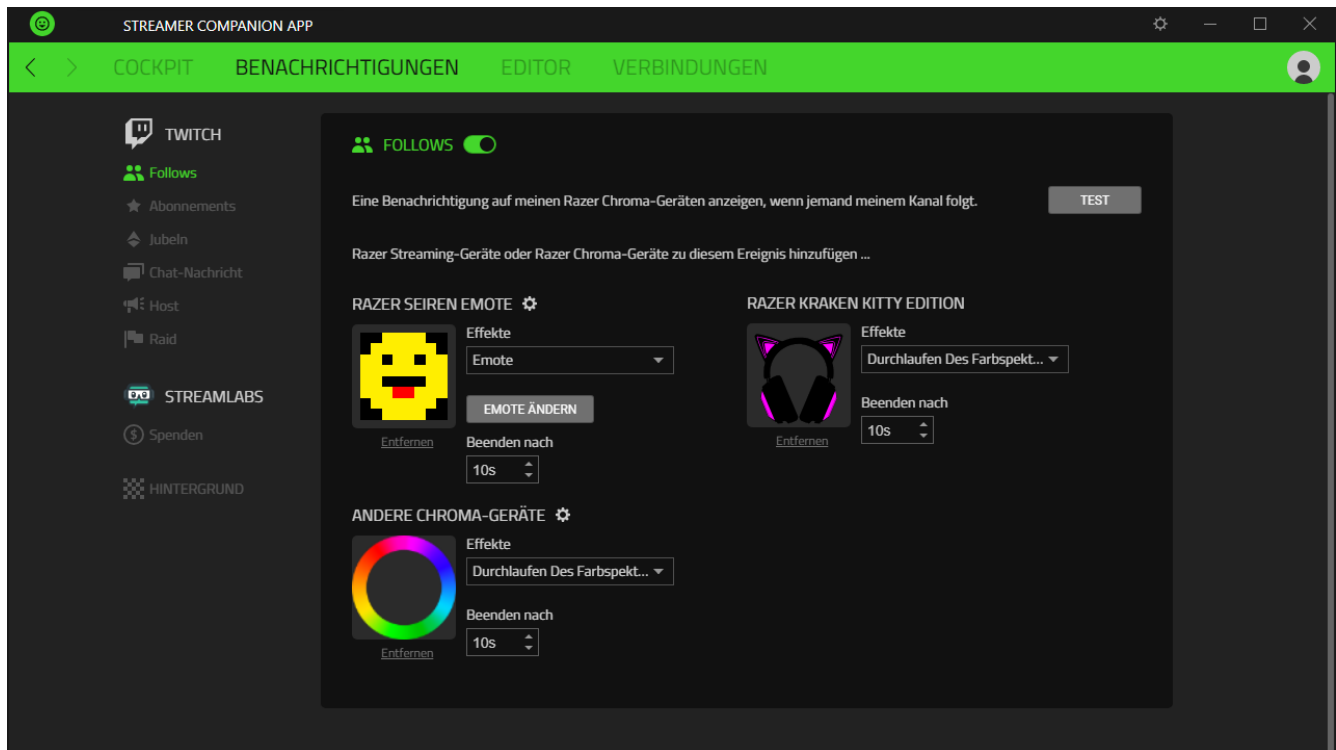 STREAMER COMPANION APP
COCKPIT BENACHRICHTIGUNGEN EDITOR VERBINDUNGEN
TWITCH
Follows
Abonnements
Jubeln
Chat-Nachricht
Host
Raid
STREAMLABS
Spenden
HINTERGRUND
FOLLOWS
Eine Benachrichtigung auf meinen Razer Chroma-Geräten anzeigen, wenn jemand meinem Kanal folgt.
TEST
Razer Streaming-Geräte oder Razer Chroma-Geräte zu diesem Ereignis hinzufügen ...
RAZER SEIREN EMOTE
Effekte
Emote
EMOTE ÄNDERN
Entfernen
Beenden nach
10s
RAZER KRAKEN KITTY EDITION
Effekte
Durchlaufen Des Farbspekt...
Beenden nach
10s
Entfernen
ANDERE CHROMA-GERÄTE
Effekte
Durchlaufen Des Farbspekt...
Beenden nach
10s
Entfernen